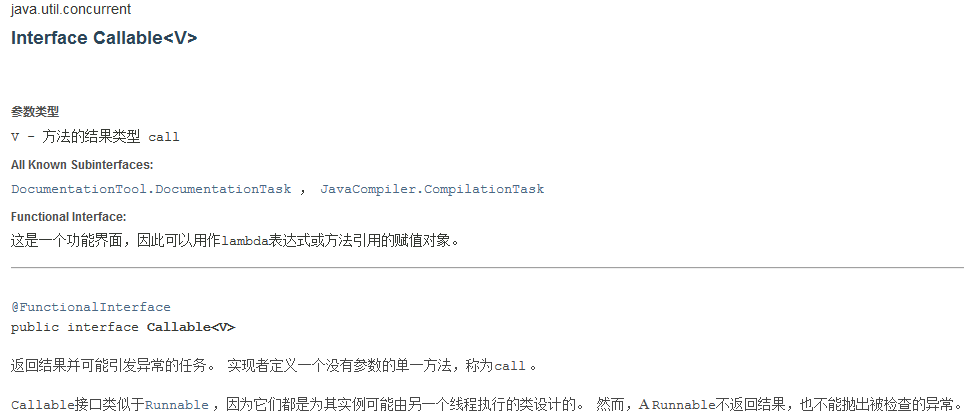 java.util.concurrent
Interface Callable<V>
参数类型
V - 方法的结果类型 call
All Known Subinterfaces:
DocumentationTool.DocumentationTask ， JavaCompiler.CompilationTask
Functional Interface:
这是一个功能界面，因此可以用作lambda表达式或方法引用的赋值对象。
@FunctionalInterface
public interface Callable<V>
返回结果并可能引发异常的任务。 实现者定义一个没有参数的单一方法，称为call 。
Callable接口类似于Runnable ，因为它们都是为其实例可能由另一个线程执行的类设计的。 然而，A Runnable不返回结果，也不能抛出被检查的异常。